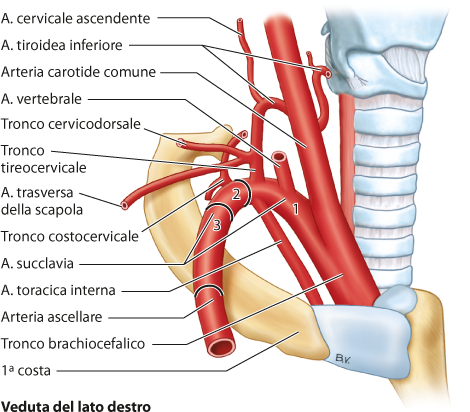 A. cervicale ascendente
A. tiroidea inferiore
Arteria carotide comune
A. vertebrale
Tronco cervicodorsale
Tronco
tireocervicale
A. trasversa
della scapola
Tronco costocervicale
A. succlavia
A. toracica interna
Arteria ascellare
Tronco brachiocefalico
1ª costa
2
1
3
B.V.
Veduta del lato destro